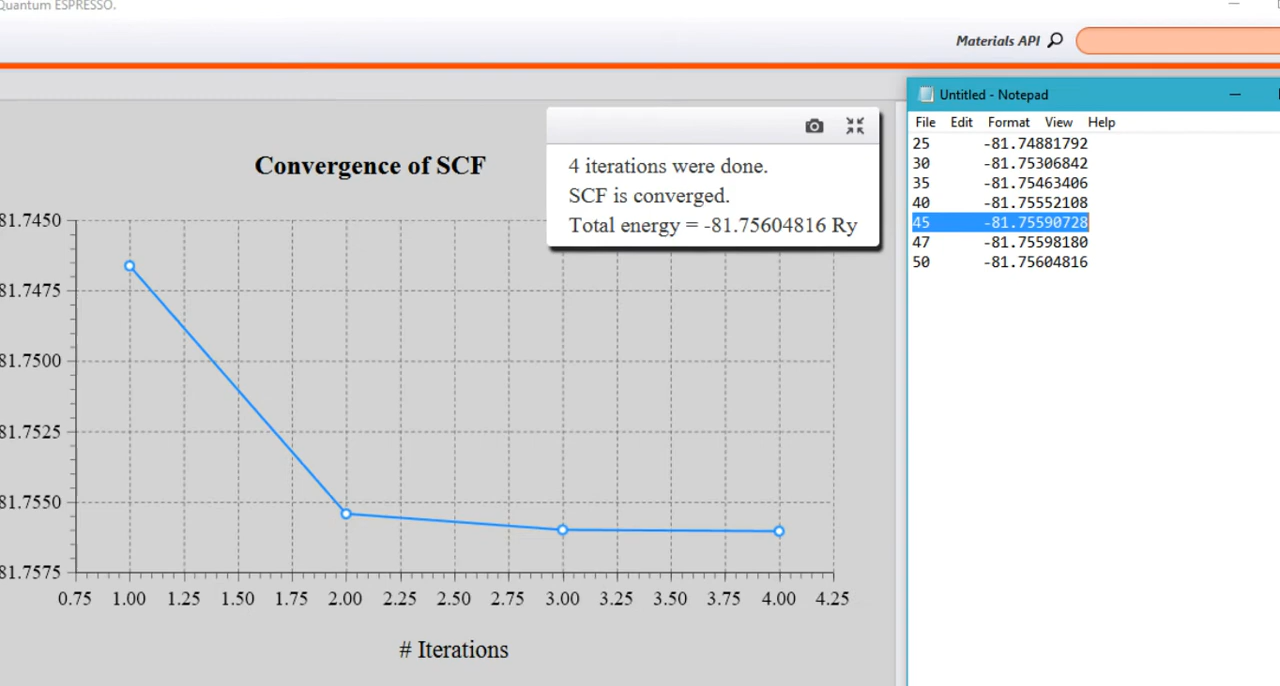 Quantum ESPRESSO.
Materials API
Untitled - Notepad
File Edit Format View Help
25 -81.74881792
30 -81.75306842
35 -81.75463406
40 -81.75552108
45 -81.75590728
47 -81.75598180
50 -81.75604816
4 iterations were done.
SCF is converged.
Total energy = -81.75604816 Ry
Convergence of SCF
81.7450
81.7475
81.7500
81.7525
81.7550
81.7575
0.75 1.00 1.25 1.50 1.75 2.00 2.25 2.50 2.75 3.00 3.25 3.50 3.75 4.00 4.25
# Iterations